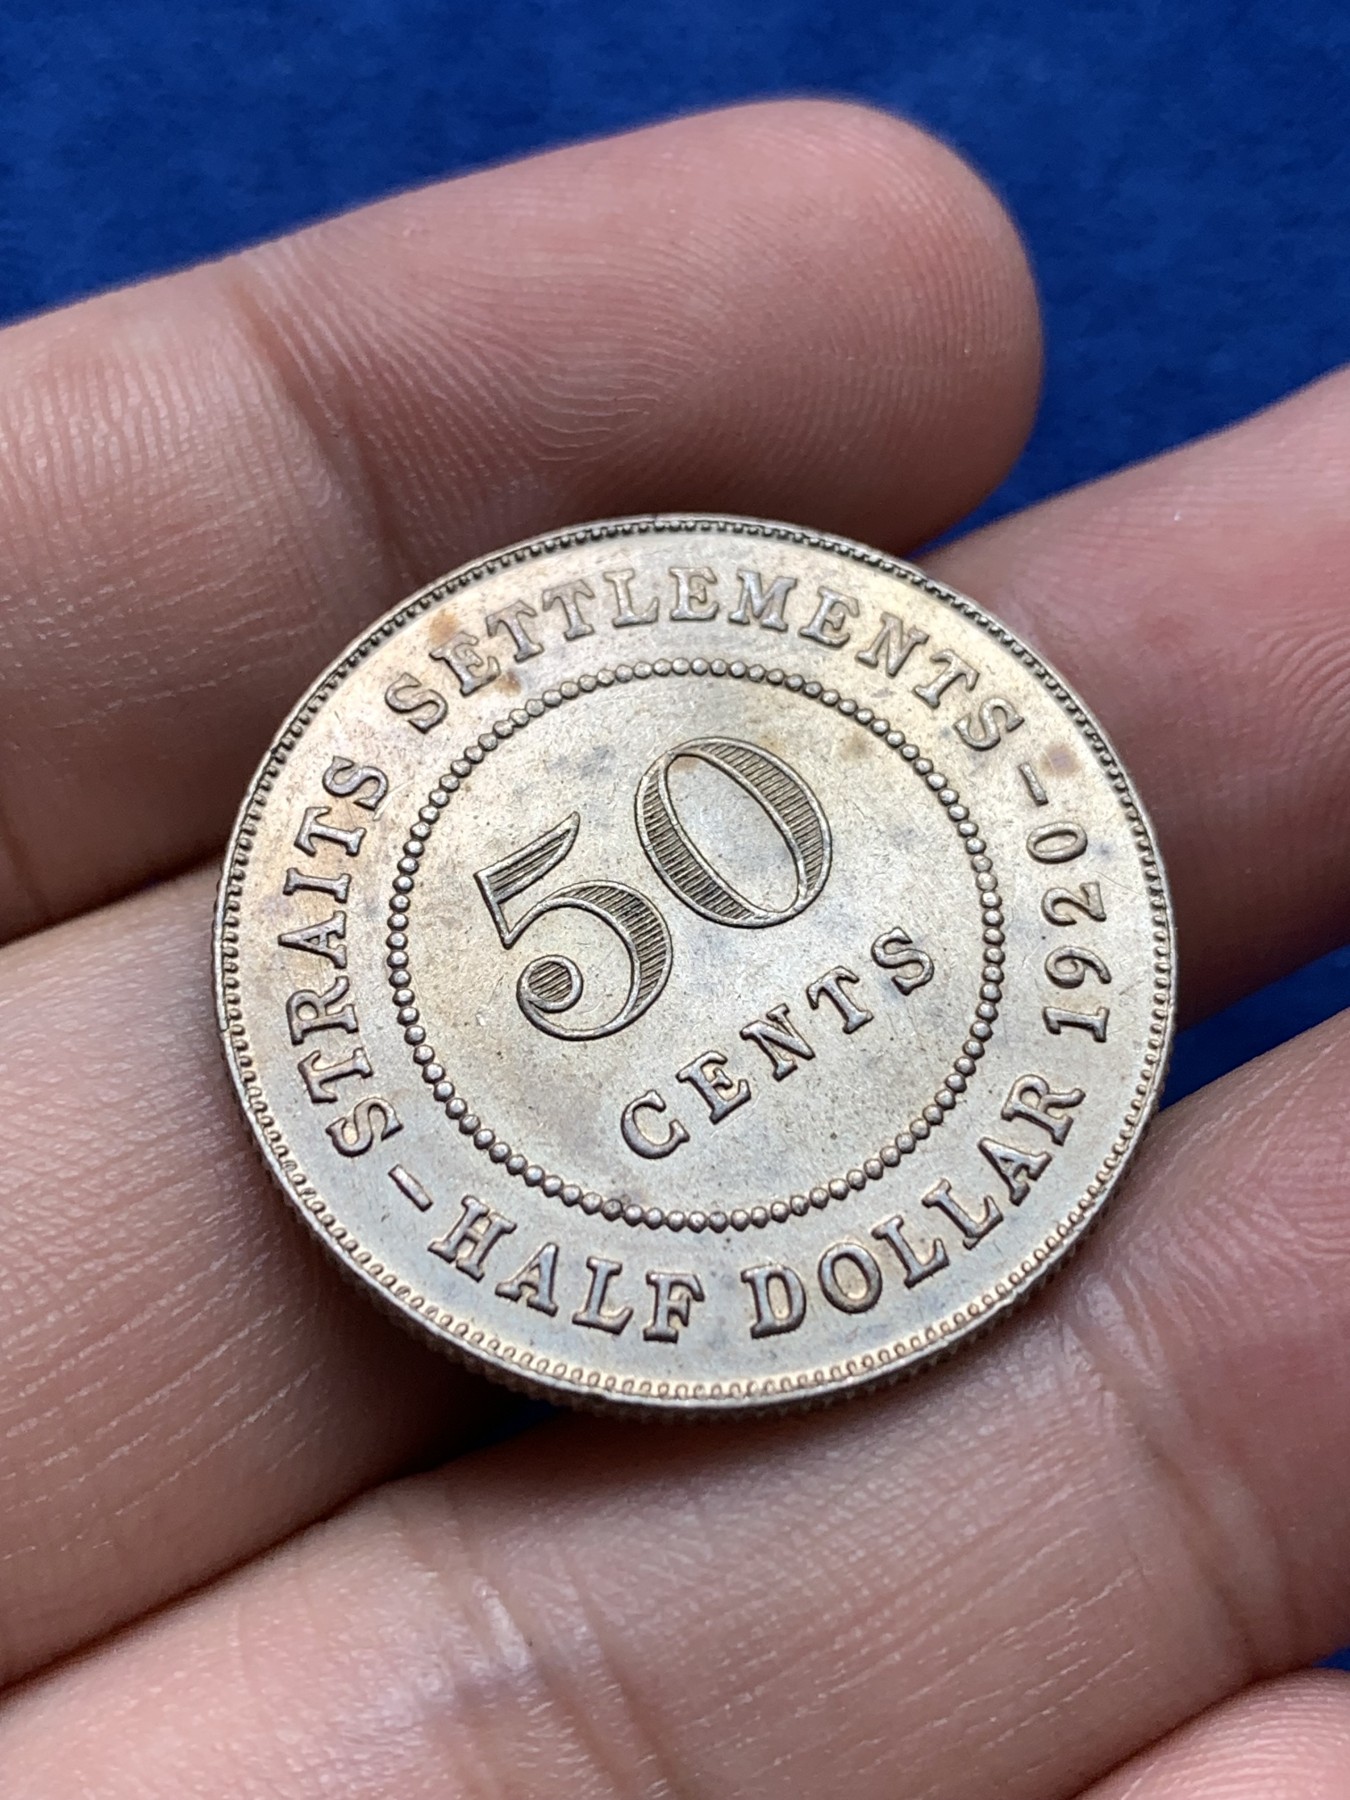 STRAITS SETTLEMENTS - 1920
- HALF DOLLAR
50
CENTS